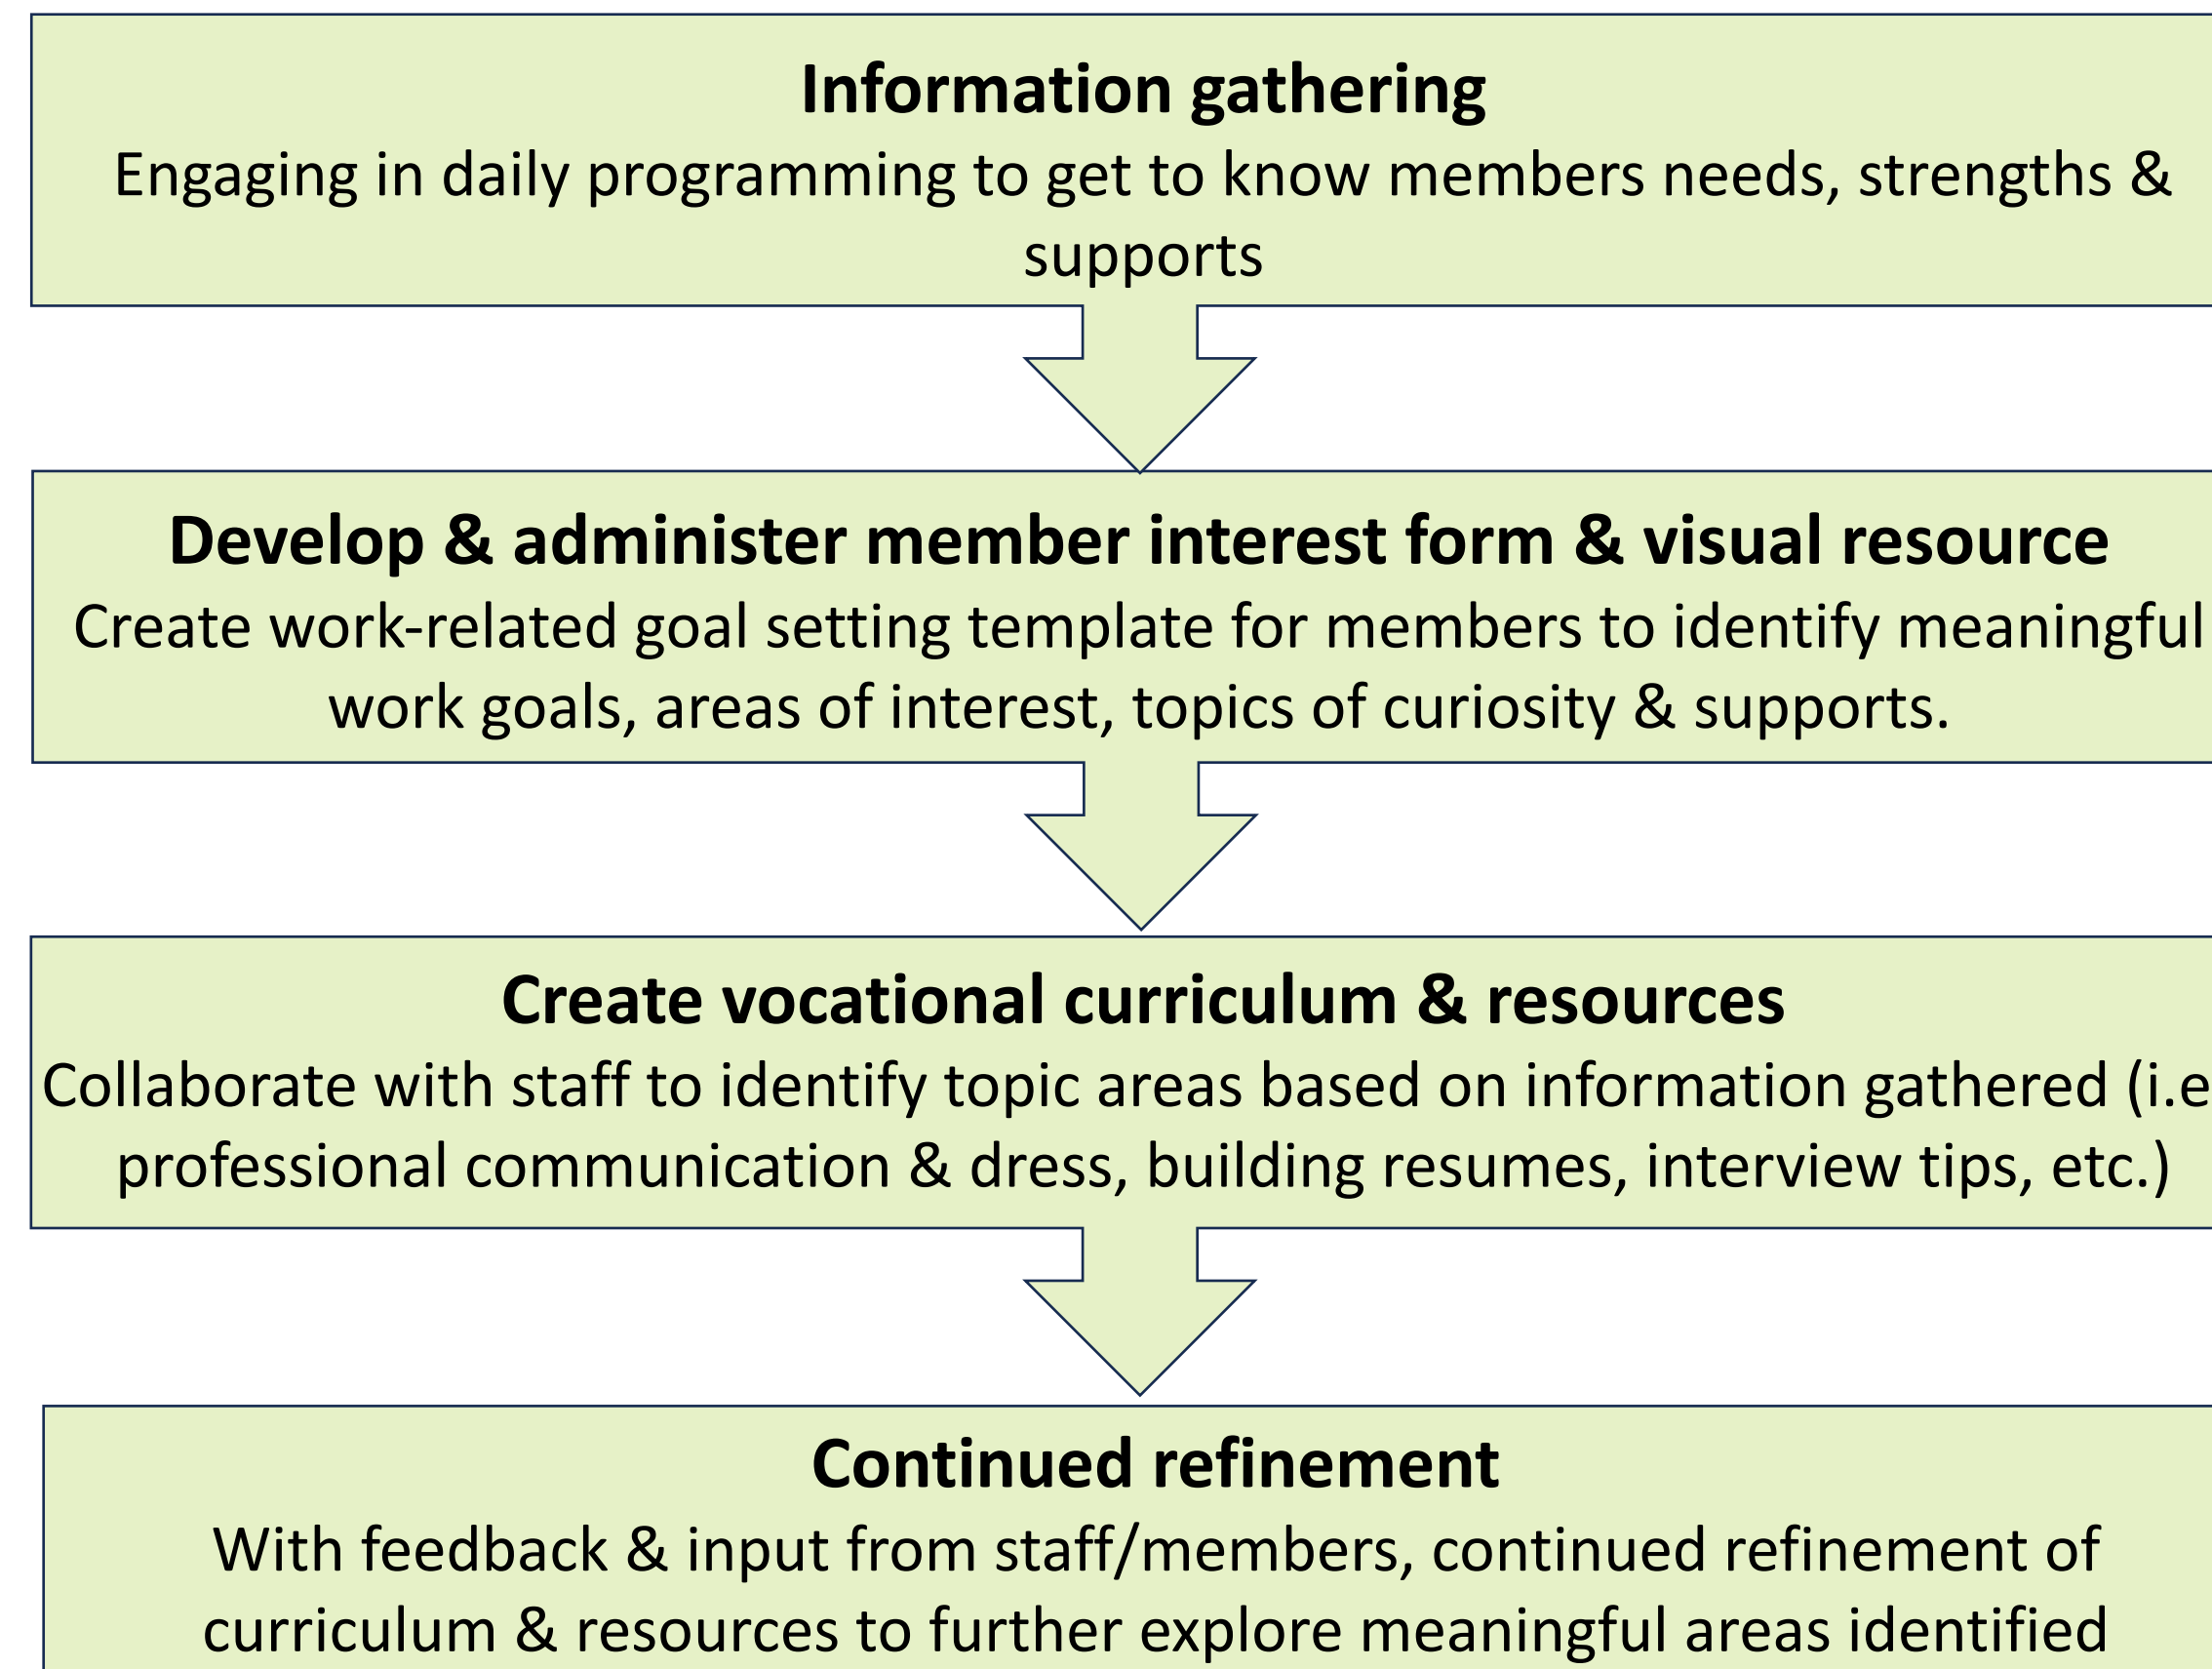 Information gathering
Engaging in daily programming to get to know members needs, strengths &
supports
Develop & administer member interest form & visual resource
Create work-related goal setting template for members to identify meaningful
work goals, areas of interest, topics of curiosity & supports.
Create vocational curriculum & resources
Collaborate with staff to identify topic areas based on information gathered (i.e
professional communication & dress, building resumes, interview tips, etc.)
Continued refinement
With feedback & input from staff/members, continued refinement of
curriculum & resources to further explore meaningful areas identified